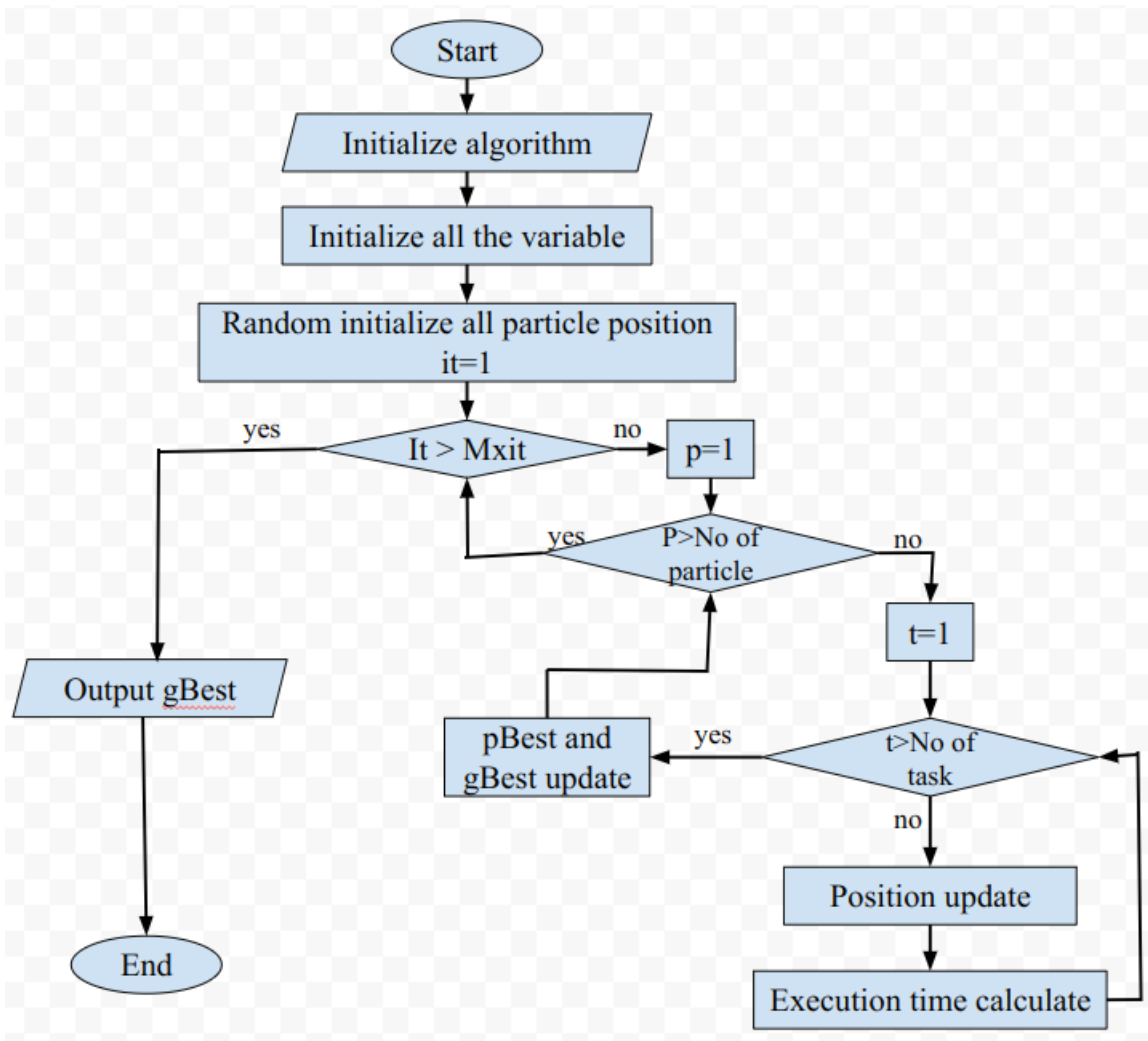 Start
Initialize algorithm
Initialize all the variable
Random initialize all particle position
it=1
yes
It > Mxit
no
p=1
yes
P>No of
particle
no
t=1
Output gBest
pBest and
gBest update
yes
t>No of
task
no
Position update
End
Execution time calculate